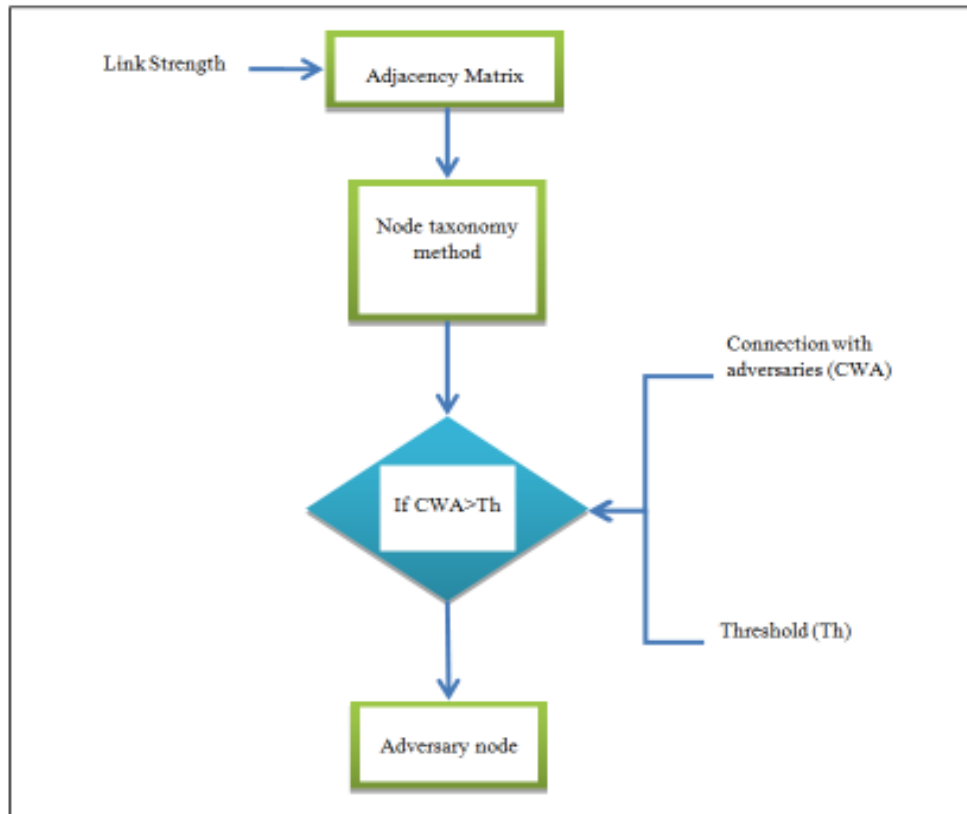 Link Strength
Adjacency Matrix
Node taxonomy
method
Connection with
adversaries (CWA)
If CWA>Th
Threshold (Th)
Adversary node